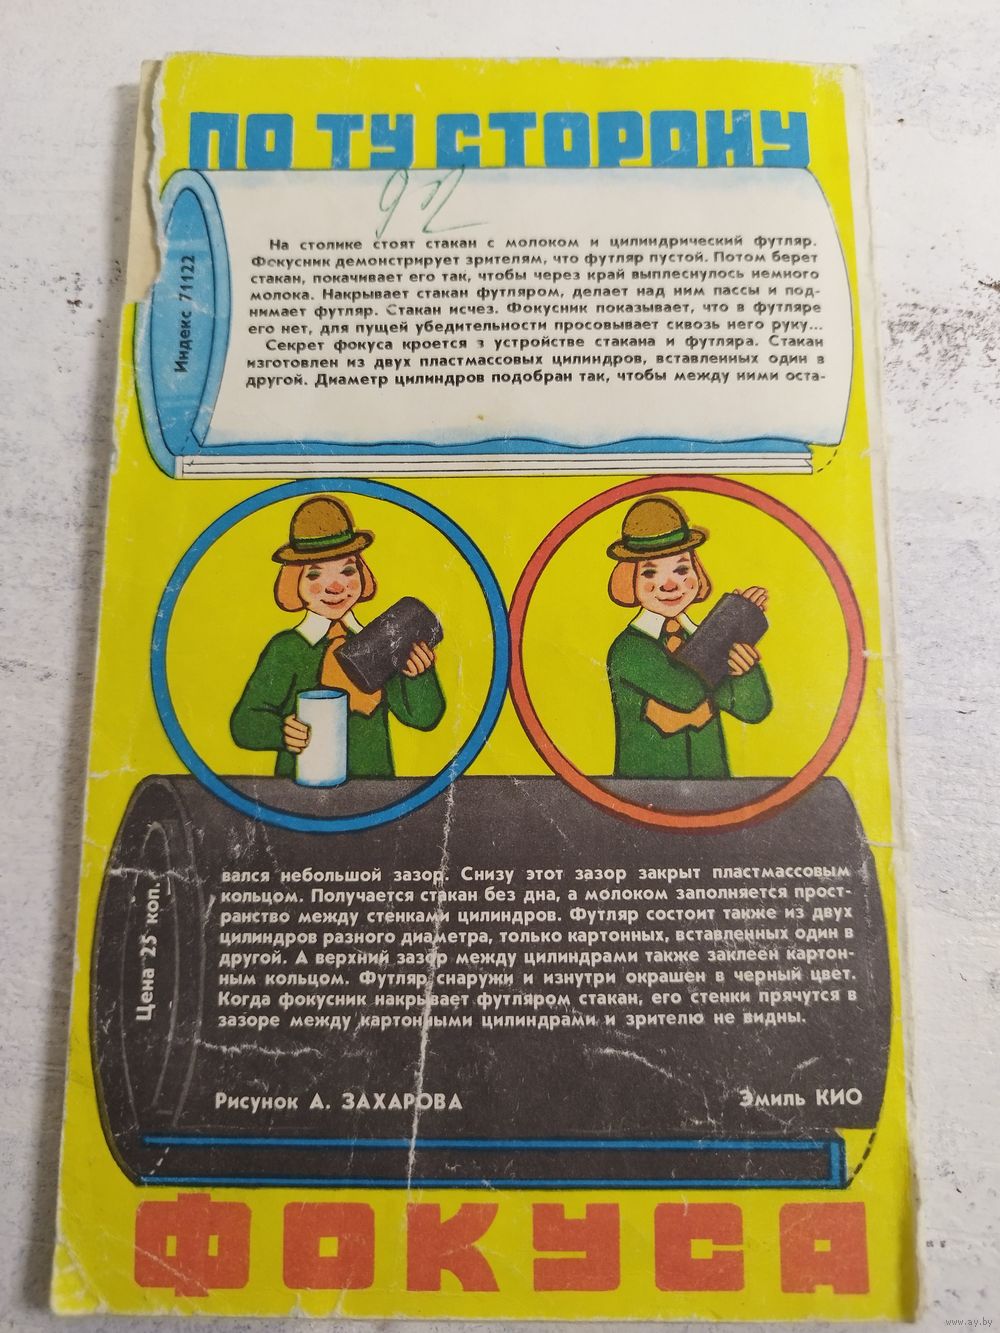 ПО ТУ СТОРОНУ
92
На столике стоят стакан с молоком и цилиндрический футляр.
Фокусник демонстрирует зрителям, что футляр пустой. Потом берет
стакан, покачивает его так, чтобы через край выплеснулось немного
молока. Накрывает стакан футляром, делает над ним пассы и под-
нимает футляр. Стакан исчез. Фокусник показывает, что в футляре
его нет, для пущей убедительности просовывает сквозь него руку...
Секрет фокуса кроется в устройстве стакана и футляра. Стакан
изготовлен из двух пластмассовых цилиндров, вставленных один в
другой. Диаметр цилиндров подобран так, чтобы между ними оста-
Индекс 71122
вался небольшой зазор. Снизу этот зазор закрыт пластмассовым
кольцом. Получается стакан без дна, а молоком заполняется прост-
ранство между стенками цилиндров. Футляр состоит также из двух
цилиндров разного диаметра, только картонных, вставленных один в
другой. А верхний зазор между цилиндрами также заклеен картон-
ным кольцом. Футляр снаружи и изнутри окрашен в черный цвет.
Когда фокусник накрывает футляром стакан, его стенки прячутся в
зазоре между картонными цилиндрами и зрителю не видны.
Цена 25 коп.
Рисунок А. ЗАХАРОВА
Эмиль КИО
ФОКУСА
www.ay.by